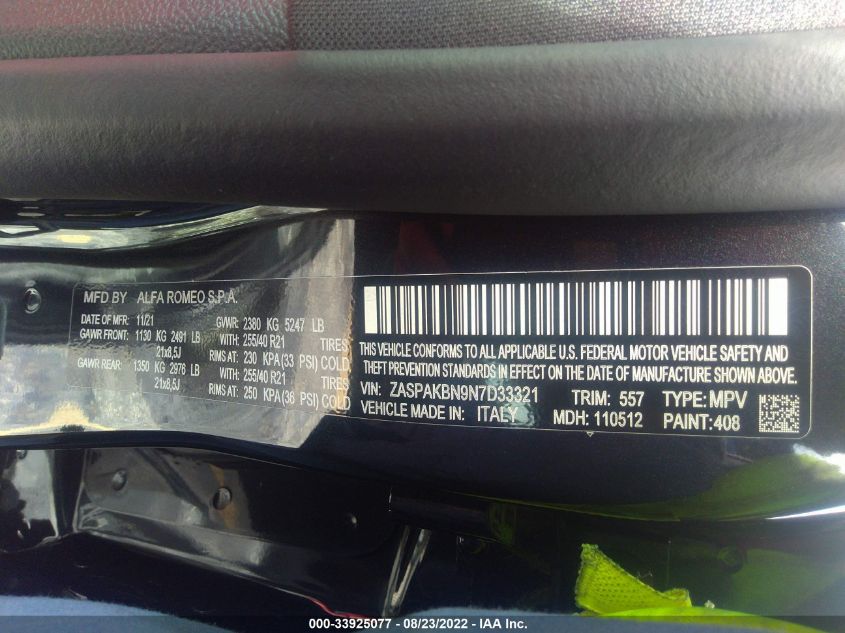 MFD BY ALFA ROMEO S.P.A.
DATE OF MFR: 11/21 GVWR: 2380 KG 5247 LB
GAWR FRONT: 1130 KG 2491 LB WITH: 255/40 R21 TIRES
21x8,5J RIMS AT: 230 KPA (33 PSI) COLD
GAWR REAR: 1350 KG 2976 LB WITH: 255/40 R21 TIRES
21x8,5J RIMS AT: 250 KPA (36 PSI) COLD
THIS VEHICLE CONFORMS TO ALL APPLICABLE U.S. FEDERAL MOTOR VEHICLE SAFETY AND
THEFT PREVENTION STANDARDS IN EFFECT ON THE DATE OF MANUFACTURE SHOWN ABOVE.
VIN: ZASPAKBN9N7D33321 TRIM: 557 TYPE: MPV
VEHICLE MADE IN: ITALY MDH: 110512 PAINT: 408
000-33925077 - 08/23/2022 - IAA Inc.